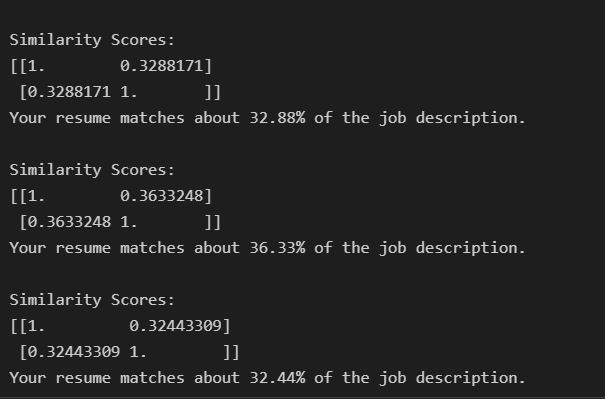 Similarity Scores:
[[1.        0.3288171]
 [0.3288171 1.       ]]
Your resume matches about 32.88% of the job description.
Similarity Scores:
[[1.        0.3633248]
 [0.3633248 1.       ]]
Your resume matches about 36.33% of the job description.
Similarity Scores:
[[1.         0.32443309]
 [0.32443309 1.        ]]
Your resume matches about 32.44% of the job description.